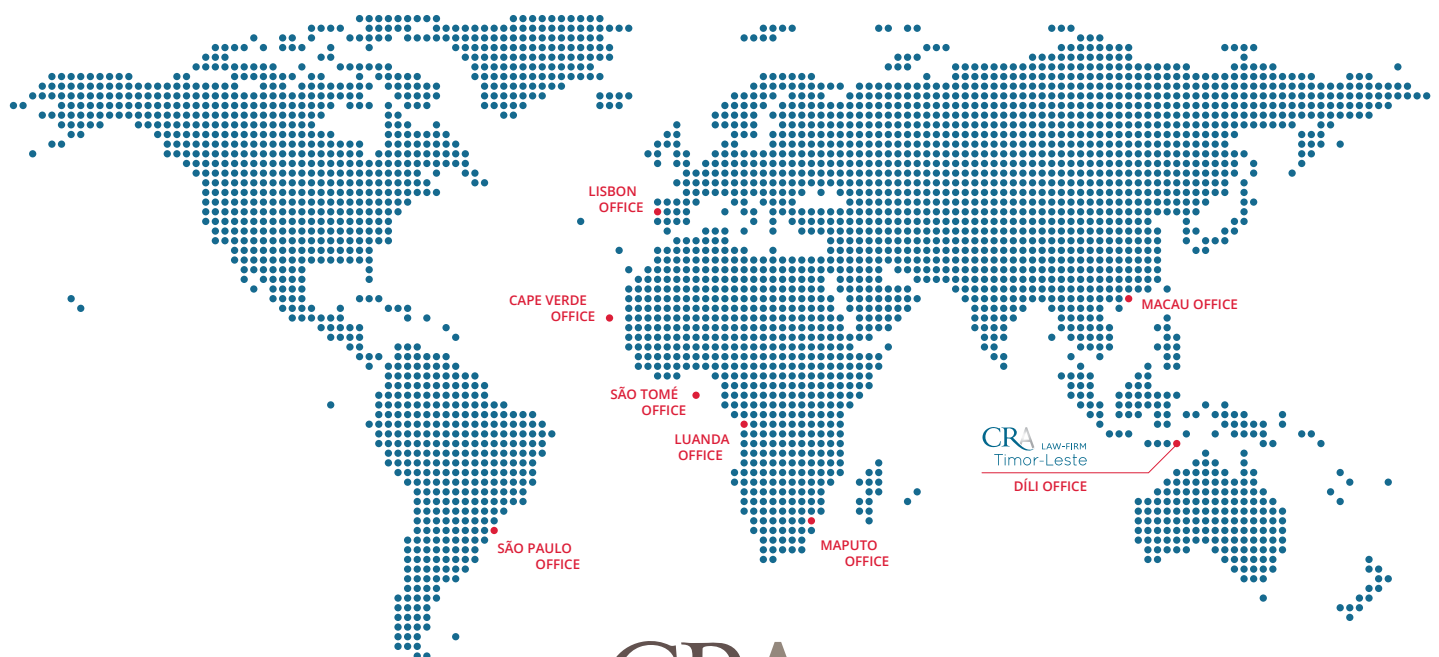 LISBON
OFFICE
CAPE VERDE
OFFICE
MACAU OFFICE
SÃO TOMÉ
OFFICE
LUANDA
OFFICE
CRA LAW-FIRM
Timor-Leste
DÍLI OFFICE
SÃO PAULO
OFFICE
MAPUTO
OFFICE
CRA